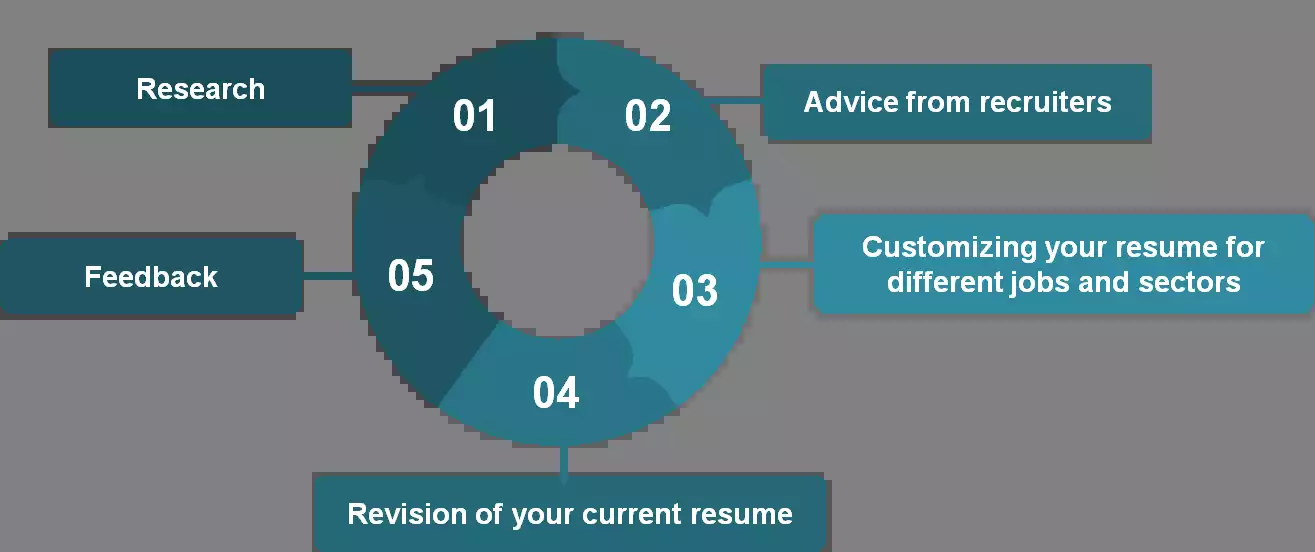 01
Research
02
Advice from recruiters
03
Customizing your resume for
different jobs and sectors
04
Revision of your current resume
05
Feedback